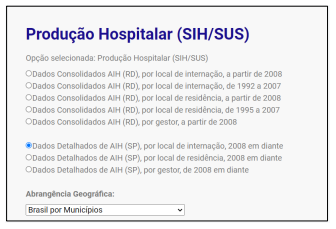 Produção Hospitalar (SIH/SUS)
Opção selecionada: Produção Hospitalar (SIH/SUS)
Dados Consolidados AIH (RD), por local de internação, a partir de 2008
Dados Consolidados AIH (RD), por local de internação, de 1992 a 2007
Dados Consolidados AIH (RD), por local de residência, a partir de 2008
Dados Consolidados AIH (RD), por local de residência, de 1995 a 2007
Dados Consolidados AIH (RD), por gestor, a partir de 2008
Dados Detalhados de AIH (SP), por local de internação, 2008 em diante
Dados Detalhados de AIH (SP), por local de residência, 2008 em diante
Dados Detalhados de AIH (SP), por gestor, de 2008 em diante
Abrangência Geográfica:
Brasil por Municípios